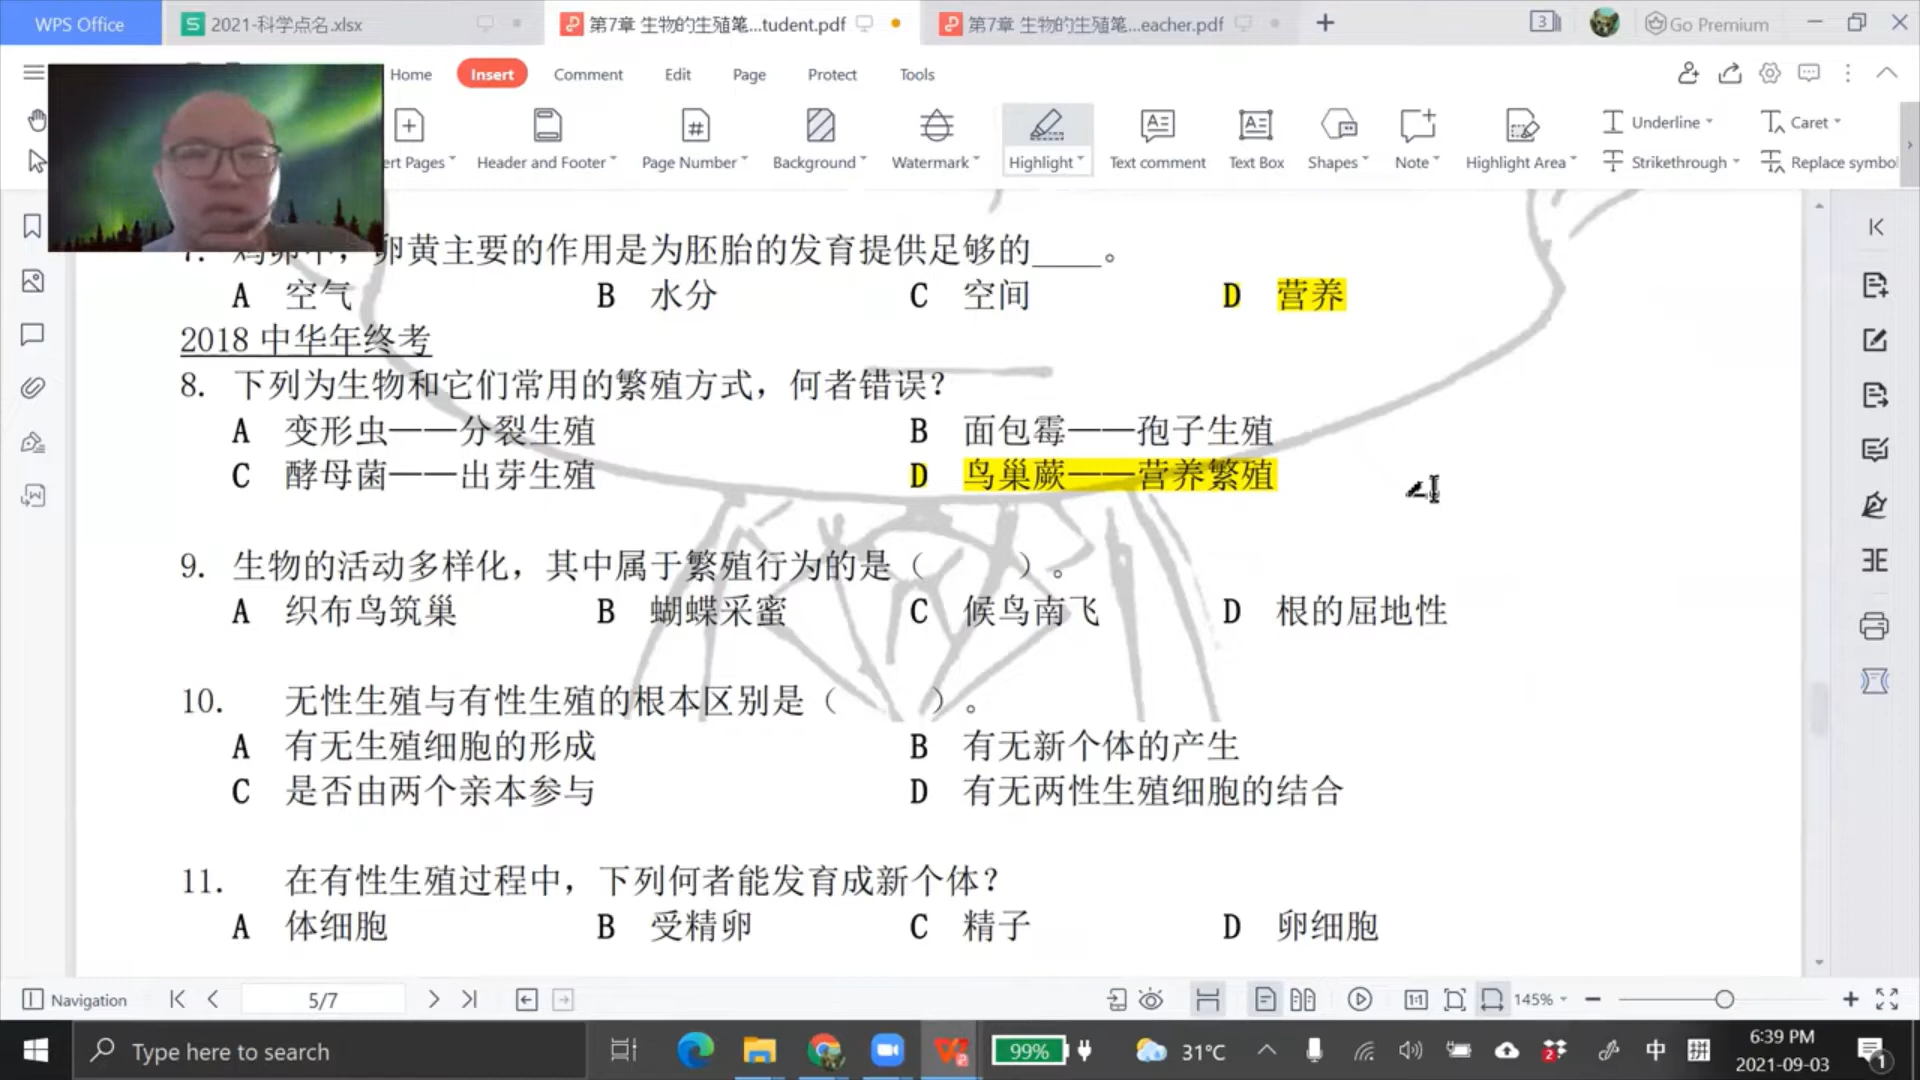 WPS Office
2021-科学点名.xlsx
第7章 生物的生殖笔...tudent.pdf
第7章 生物的生殖笔...eacher.pdf
3
Go Premium
Home Insert Comment Edit Page Protect Tools
ert Pages Header and Footer Page Number Background Watermark Highlight Text comment Text Box Shapes Note Highlight Area
Underline Caret
Strikethrough Replace symbol
卵黄主要的作用是为胚胎的发育提供足够的____。
A 空气 B 水分 C 空间 D 营养
2018 中华年终考
8. 下列为生物和它们常用的繁殖方式，何者错误？
A 变形虫——分裂生殖 B 面包霉——孢子生殖
C 酵母菌——出芽生殖 D 鸟巢蕨——营养繁殖
9. 生物的活动多样化，其中属于繁殖行为的是（ ）。
A 织布鸟筑巢 B 蝴蝶采蜜 C 候鸟南飞 D 根的屈地性
10. 无性生殖与有性生殖的根本区别是（ ）。
A 有无生殖细胞的形成 B 有无新个体的产生
C 是否由两个亲本参与 D 有无两性生殖细胞的结合
11. 在有性生殖过程中，下列何者能发育成新个体？
A 体细胞 B 受精卵 C 精子 D 卵细胞
Navigation 5/7 145%
Type here to search 99% 31°C 2 中 拼 6:39 PM
2021-09-03
1